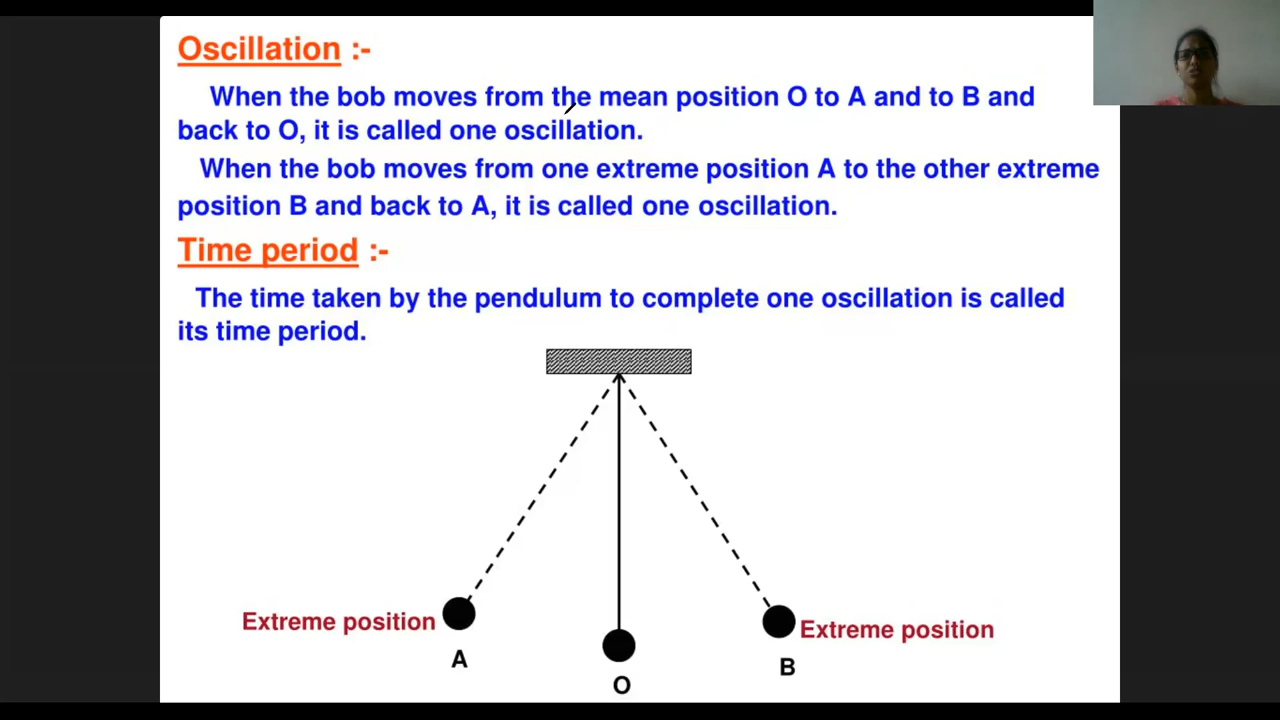 Oscillation :-
When the bob moves from the mean position O to A and to B and
back to O, it is called one oscillation.
When the bob moves from one extreme position A to the other extreme
position B and back to A, it is called one oscillation.
Time period :-
The time taken by the pendulum to complete one oscillation is called
its time period.
Extreme position
Extreme position
A
B
O